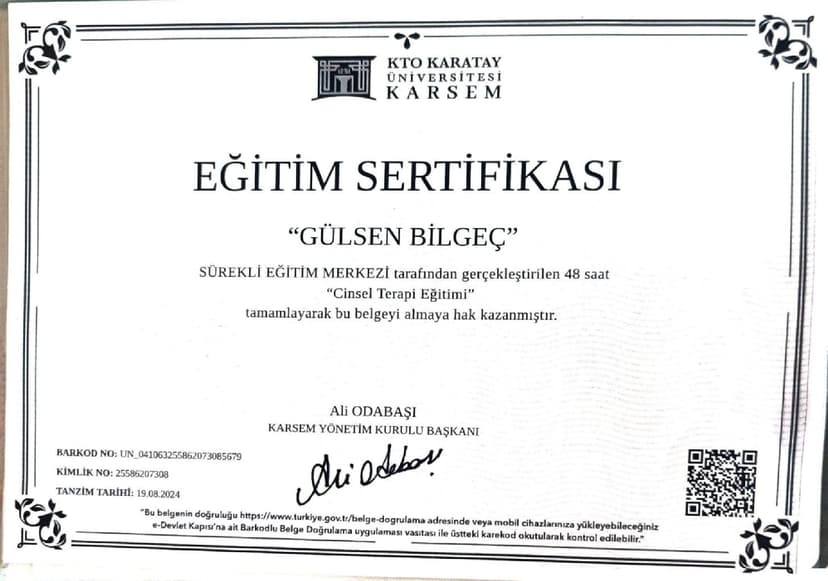 KTO KARATAY
ÜNİVERSİTESİ
KARSEM
EĞİTİM SERTİFİKASI
“GÜLSEN BİLGEÇ”
SÜREKLİ EĞİTİM MERKEZİ tarafından gerçekleştirilen 48 saat
“Cinsel Terapi Eğitimi”
tamamlayarak bu belgeyi almaya hak kazanmıştır.
Ali ODABAŞI
KARSEM YÖNETİM KURULU BAŞKANI
BARKOD NO: UN_041063255862073085679
KİMLİK NO: 25586207308
TANZİM TARİHİ: 19.08.2024
"Bu belgenin doğruluğu https://www.turkiye.gov.tr/belge-dogrulama adresinde veya mobil cihazlarınıza yükleyebileceğiniz
e-Devlet Kapısı'na ait Barkodlu Belge Doğrulama uygulaması vasıtası ile üstteki karekod okutularak kontrol edilebilir."